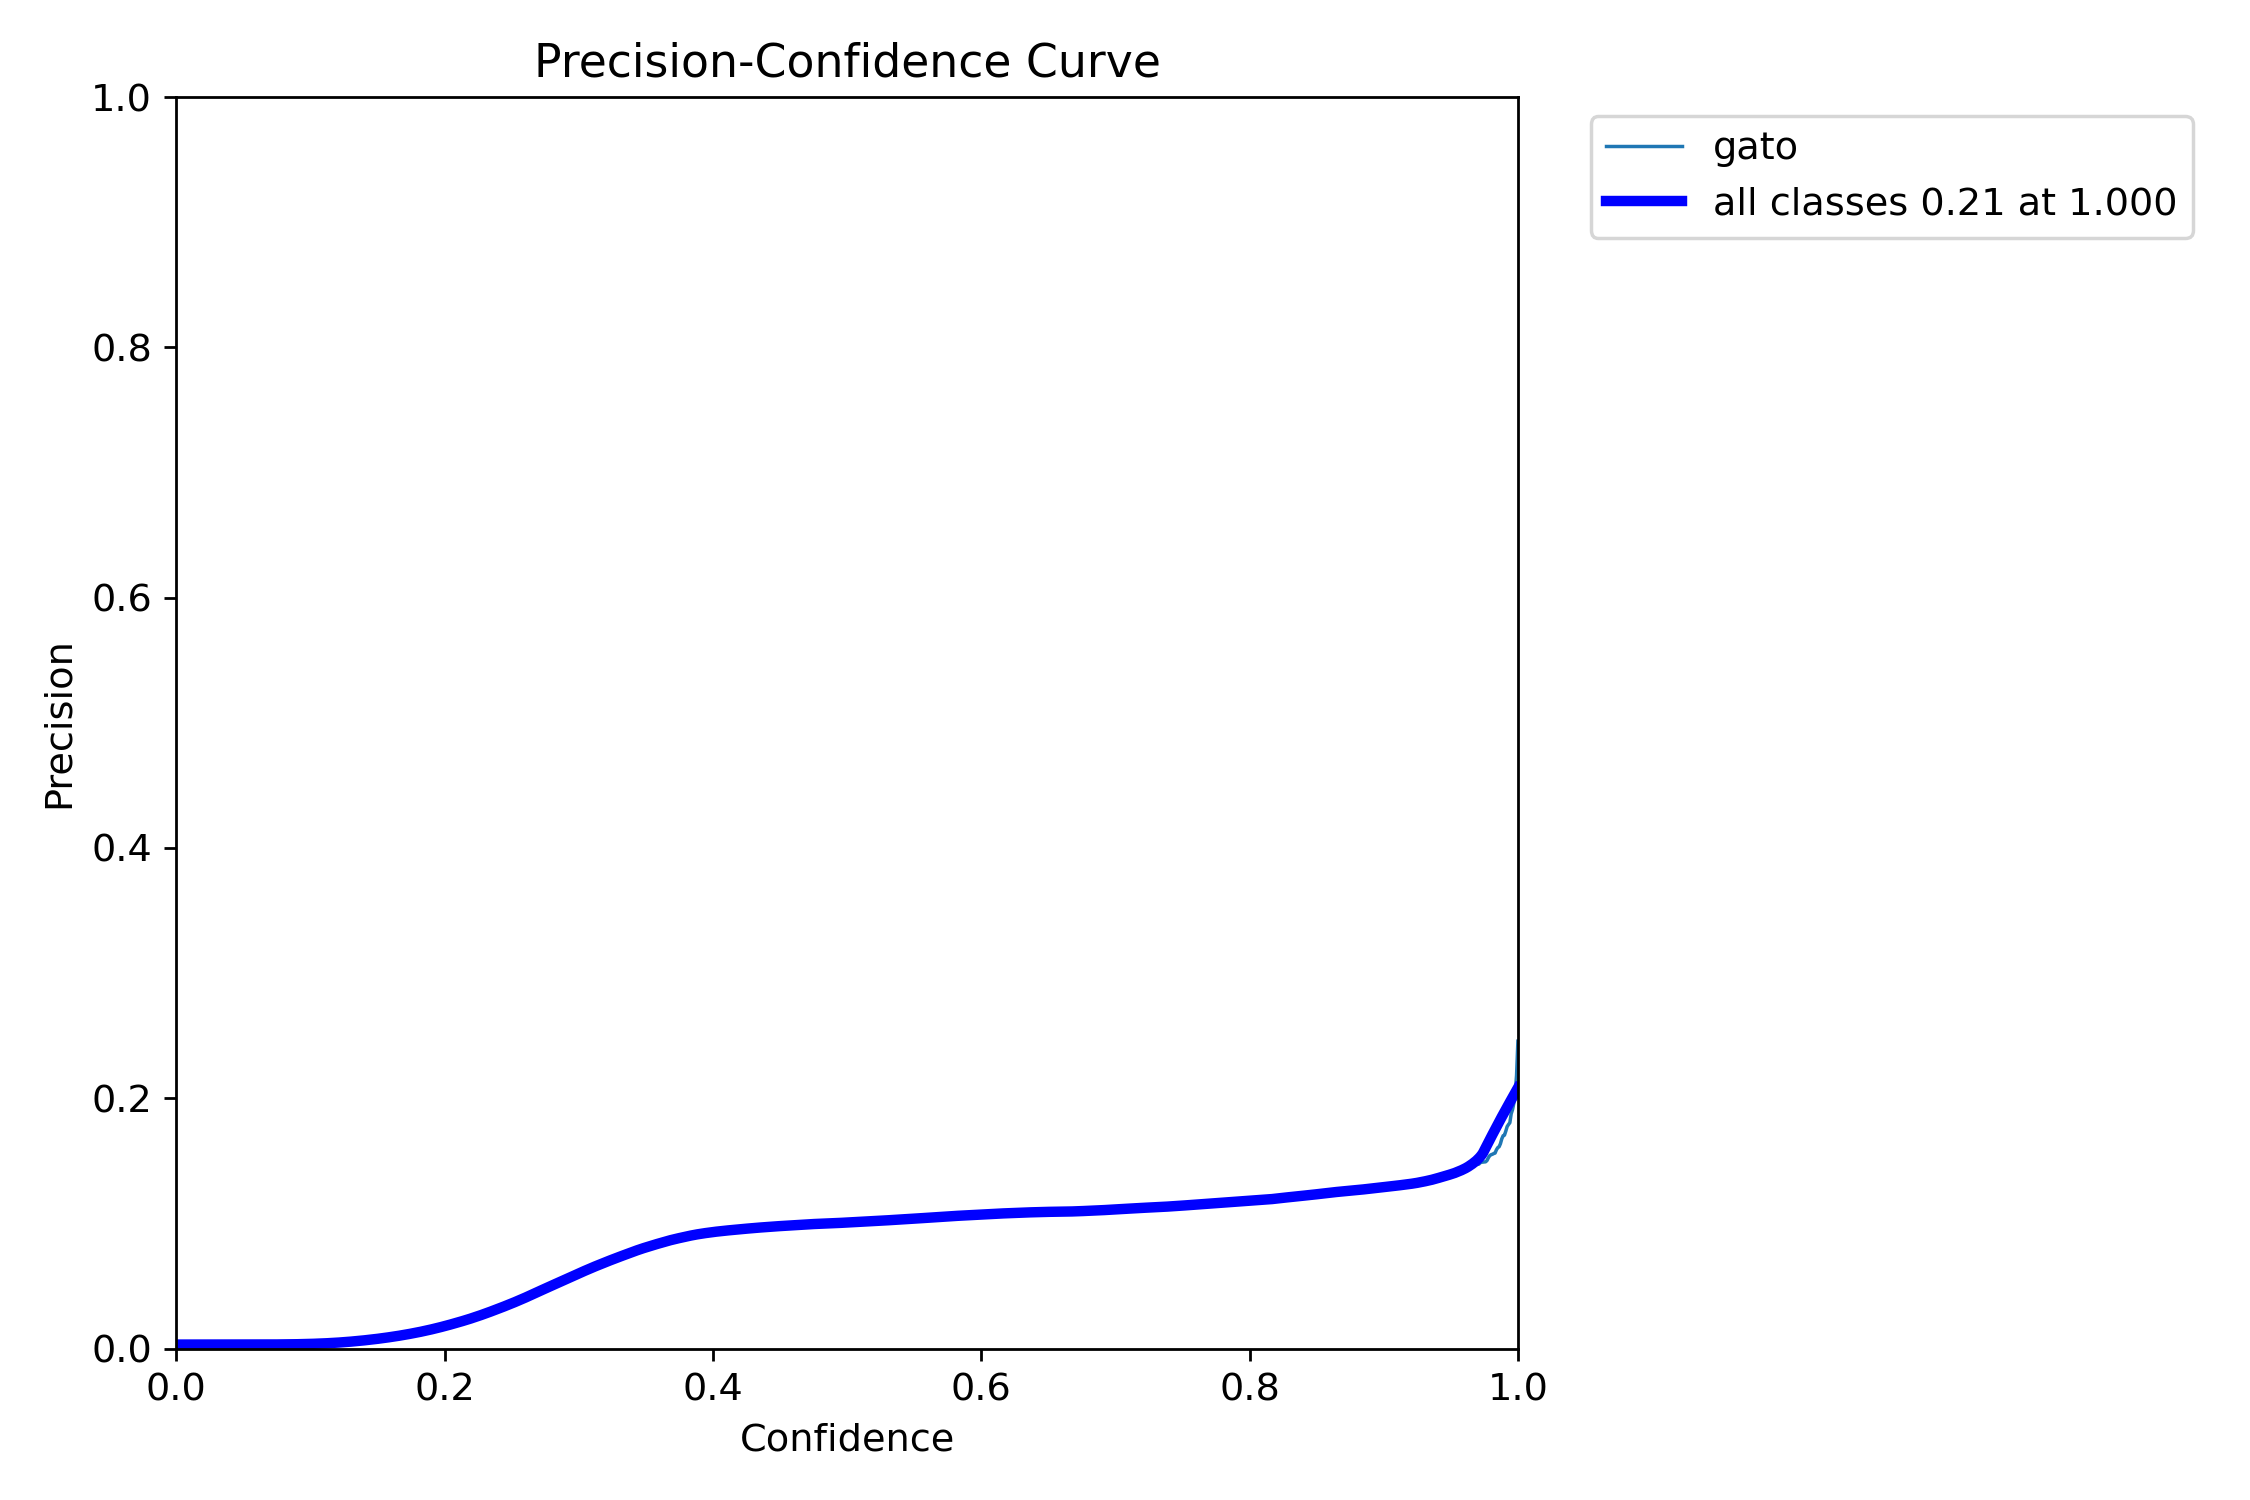 Precision-Confidence Curve
1.0
0.8
0.6
0.4
0.2
0.0
Precision
0.0 0.2 0.4 0.6 0.8 1.0
Confidence
gato
all classes 0.21 at 1.000